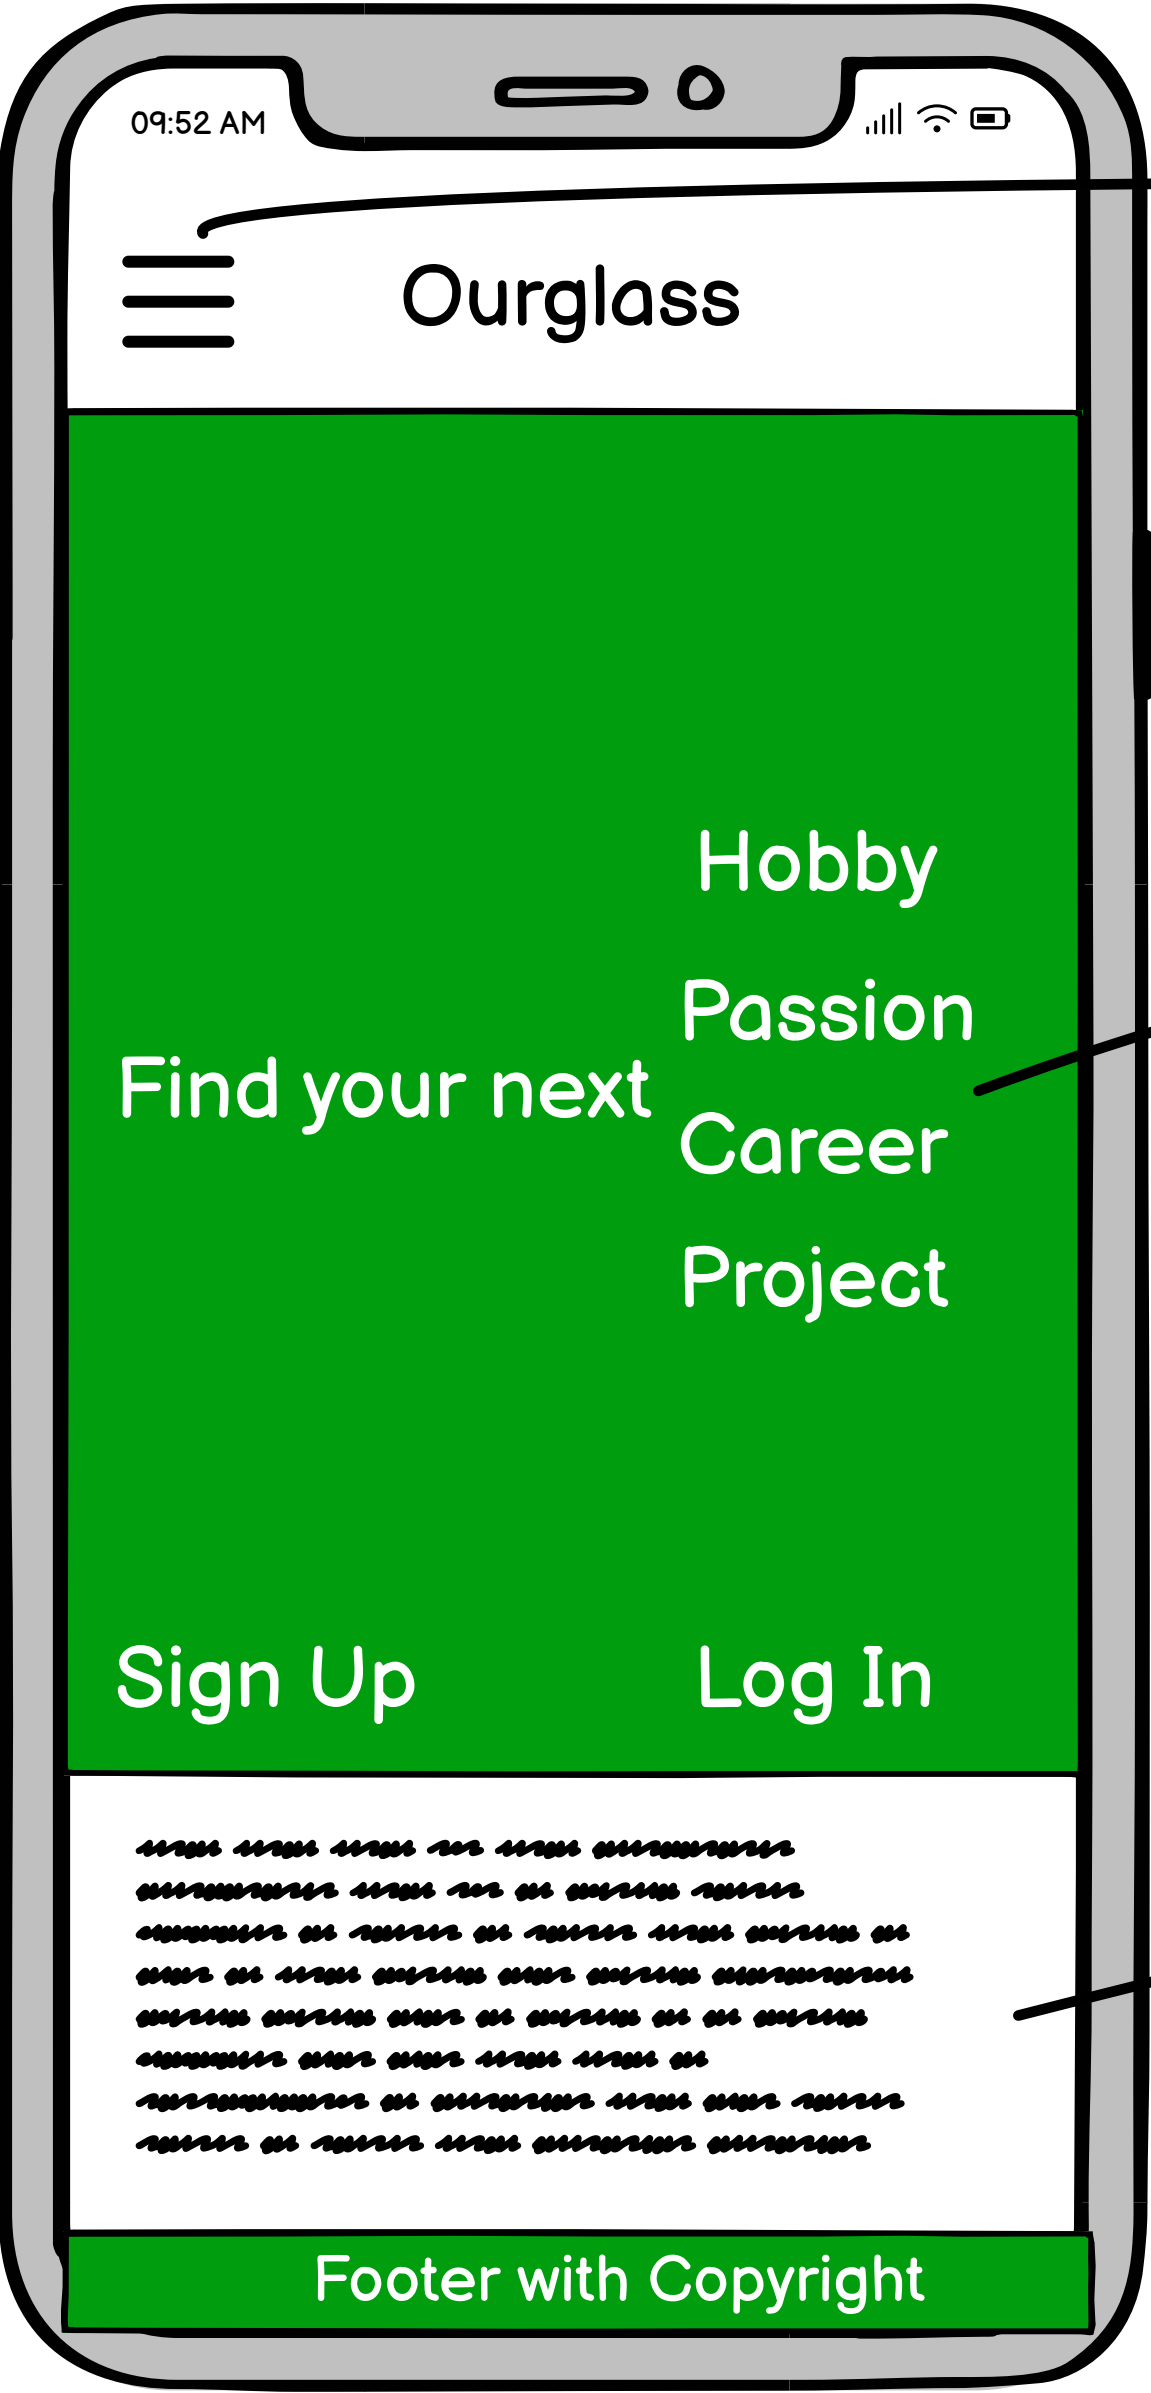 09:52 AM
Ourglass
Hobby
Passion
Find your next
Career
Project
Sign Up
Log In
Footer with Copyright